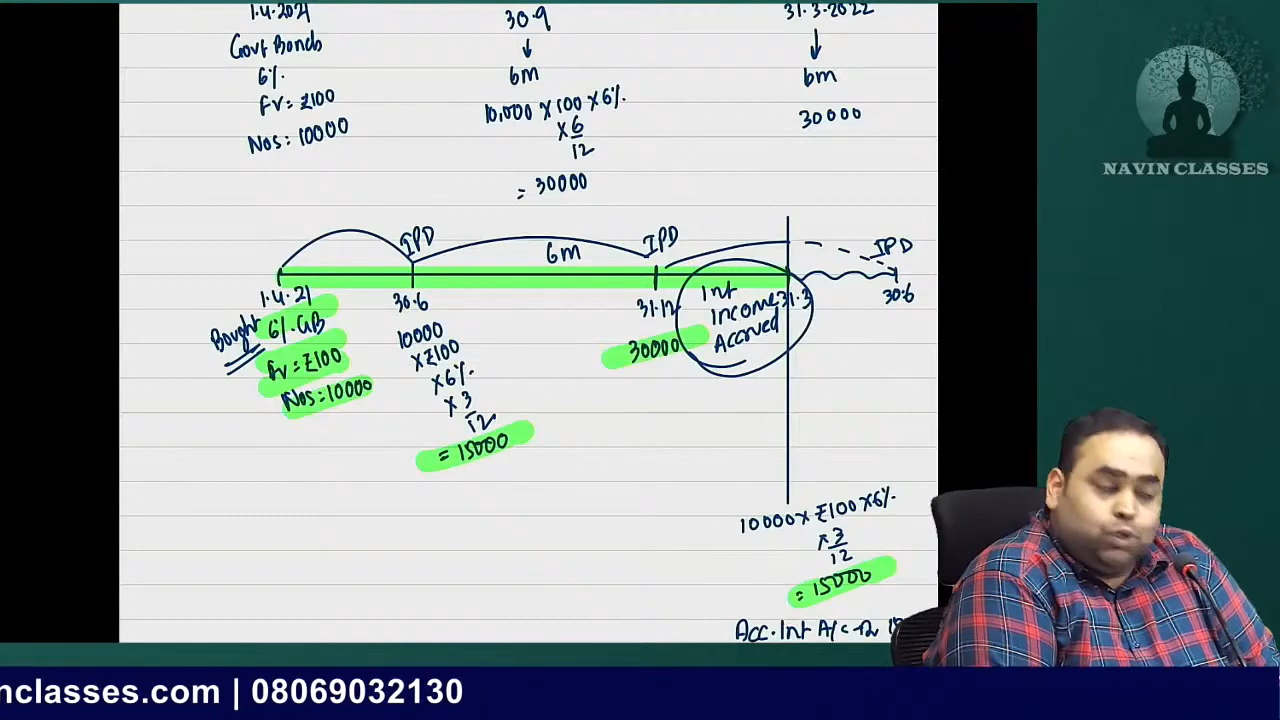 1.4.2021
Govt Bonds
6%
FV = ₹100
Nos: 10000
30.9
↓
6m
10,000 × 100 × 6%
× 6
12
= 30000
31.3.2022
↓
6m
30000
NAVIN CLASSES
IPD
6m
IPD
IPD
1.4.21
Bought
6% GB
FV = ₹100
Nos: 10000
30.6
10000
× ₹100
× 6%
× 3
12
= 15000
31.12
30000
Int
Income
Accrued
31.3
30.6
10000 × ₹100 × 6%
× 3
12
= 15000
Acc. Int A/c Dr
nclasses.com | 08069032130